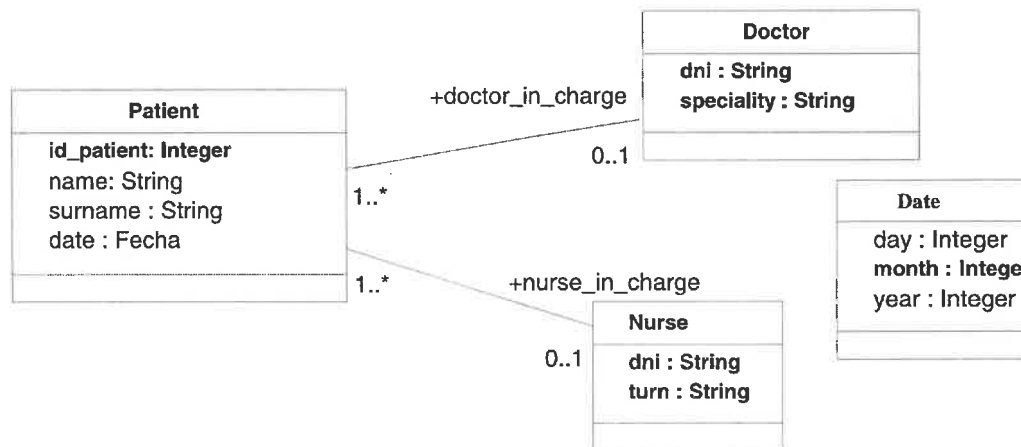 Patient
id_patient: Integer
name: String
surname : String
date : Fecha
+doctor_in_charge
1..*
0..1
Doctor
dni : String
speciality : String
1..*
+nurse_in_charge
0..1
Nurse
dni : String
turn : String
Date
day : Integer
month : Intege
year : Integer